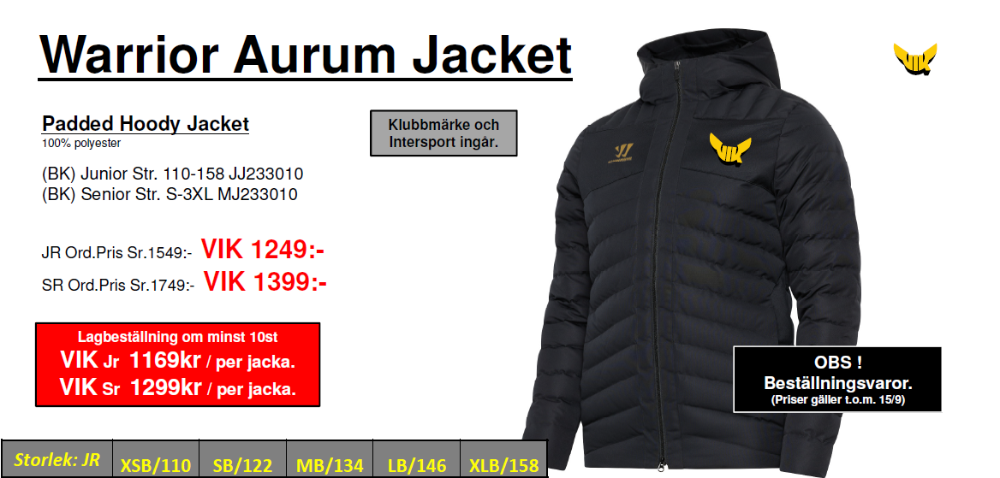 Warrior Aurum Jacket
VIK
Padded Hoody Jacket
100% polyester
Klubbmärke och
Intersport ingår.
VIK
(BK) Junior Str. 110-158 JJ233010
(BK) Senior Str. S-3XL MJ233010
JR Ord.Pris Sr.1549:- VIK 1249:-
SR Ord.Pris Sr.1749:- VIK 1399:-
Lagbeställning om minst 10st
VIK Jr 1169kr / per jacka.
VIK Sr 1299kr / per jacka.
OBS !
Beställningsvaror.
(Priser gäller t.o.m. 15/9)
Storlek: JR XSB/110 SB/122 MB/134 LB/146 XLB/158